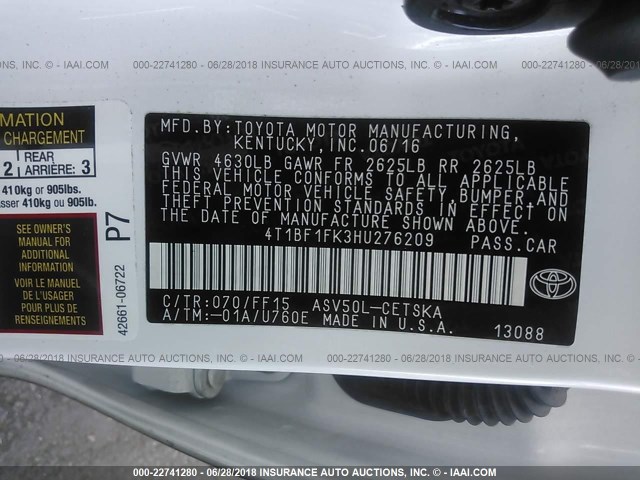 000-22741280 - 06/28/2018 - INSURANCE AUTO AUCTIONS, INC. - IAAI.COM
MATION
CHARGEMENT
2 REAR ARRIÈRE: 3
410kg or 905lbs.
asser 410kg ou 905lb.
SEE OWNER'S
MANUAL FOR
ADDITIONAL
INFORMATION
Voir le Manuel
de L'usager
pour plus de
Renseignements
P7
42661-06722
MFD.BY:TOYOTA MOTOR MANUFACTURING,
KENTUCKY,INC.06/16
GVWR 4630LB GAWR FR 2625LB RR 2625LB
THIS VEHICLE CONFORMS TO ALL APPLICABLE
FEDERAL MOTOR VEHICLE SAFETY,BUMPER,AND
THEFT PREVENTION STANDARDS IN EFFECT ON
THE DATE OF MANUFACTURE SHOWN ABOVE.
4T1BF1FK3HU276209 PASS.CAR
C/TR:070/FF15 ASV50L-CETSKA
A/TM:-01A/U760E MADE IN U.S.A.
TOYOTA
13088
000-22741280 - 06/28/2018 - INSURANCE AUTO AUCTIONS, INC. - IAAI.COM
000-22741280 - 06/28/2018 - INSURANCE AUTO AUCTIONS, INC. - IAAI.COM